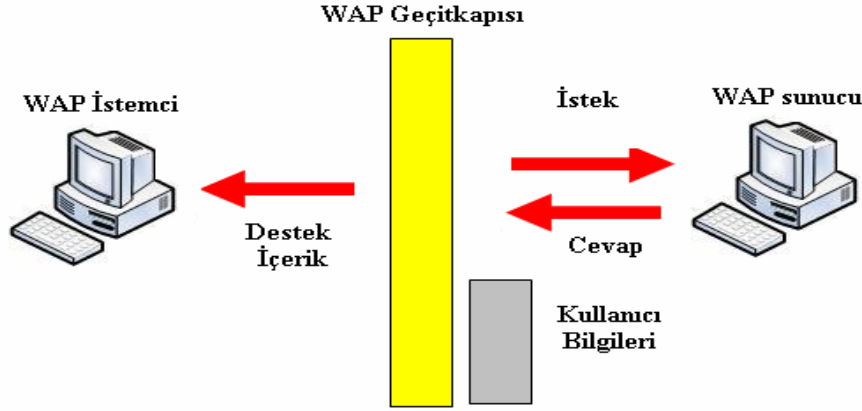 WAP Geçitkapısı
WAP İstemci
İstek
WAP sunucu
Destek
İçerik
Cevap
Kullanıcı
Bilgileri